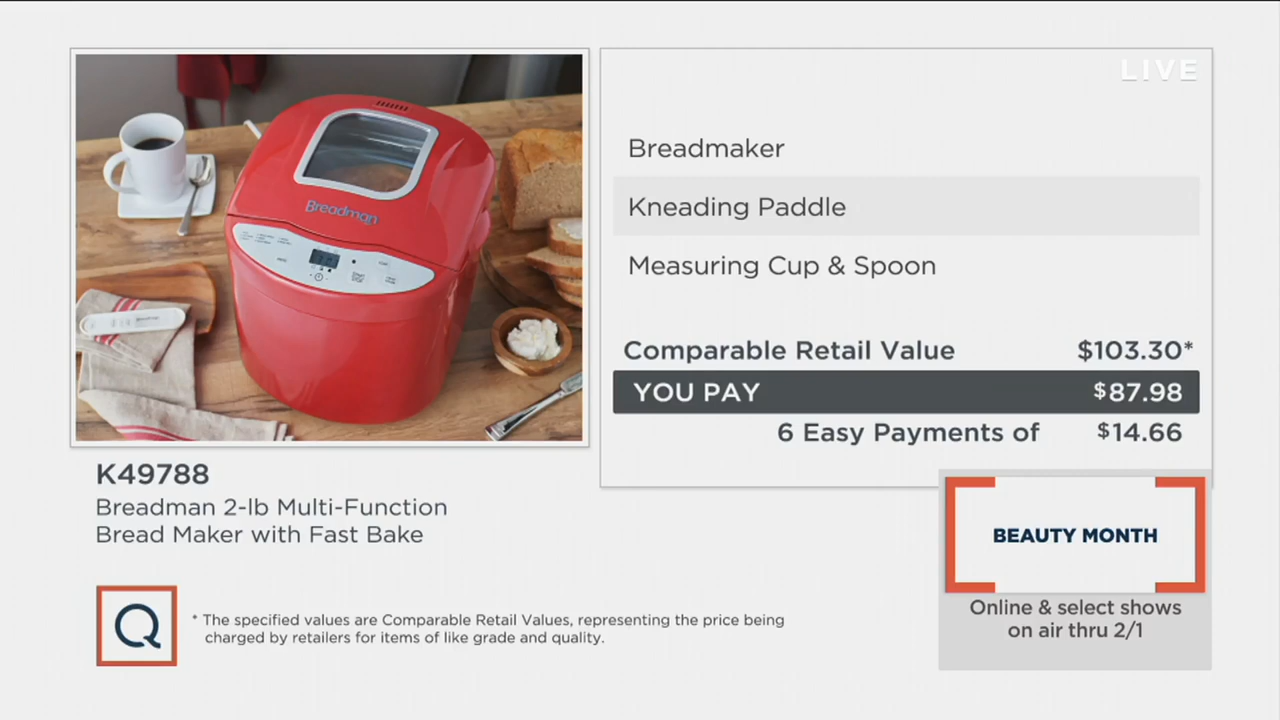 LIVE
Breadman
Breadmaker
Kneading Paddle
Measuring Cup & Spoon
Comparable Retail Value $103.30*
YOU PAY $87.98
6 Easy Payments of $14.66
K49788
Breadman 2-lb Multi-Function
Bread Maker with Fast Bake
BEAUTY MONTH
Online & select shows
on air thru 2/1
Q
* The specified values are Comparable Retail Values, representing the price being
charged by retailers for items of like grade and quality.